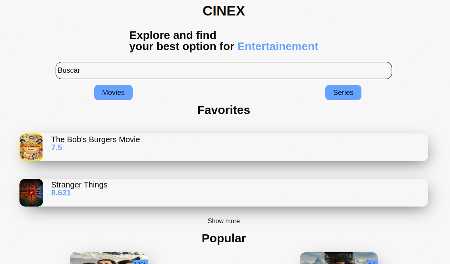 CINEX
Explore and find
your best option for Entertainement
Buscar
Movies
Series
Favorites
The Bob's Burgers Movie
7.5
Stranger Things
8.631
Show more
Popular